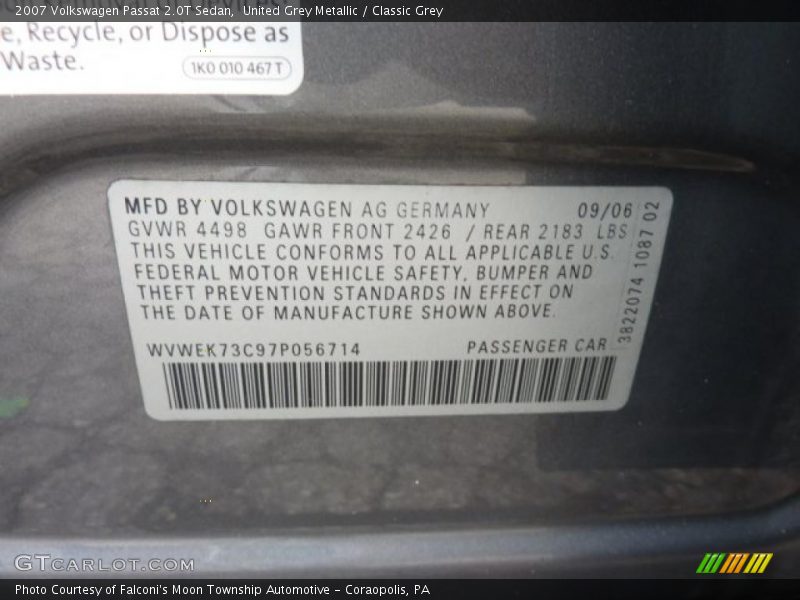 2007 Volkswagen Passat 2.0T Sedan, United Grey Metallic / Classic Grey
e, Recycle, or Dispose as
Waste.
1K0 010 467 T
MFD BY VOLKSWAGEN AG GERMANY 09/06
GVWR 4498 GAWR FRONT 2426 / REAR 2183 LBS
THIS VEHICLE CONFORMS TO ALL APPLICABLE U.S.
FEDERAL MOTOR VEHICLE SAFETY, BUMPER AND
THEFT PREVENTION STANDARDS IN EFFECT ON
THE DATE OF MANUFACTURE SHOWN ABOVE.
WVWEK73C97P056714 PASSENGER CAR
3822074 1087 02
GTCARLOT.COM
Photo Courtesy of Falconi's Moon Township Automotive – Coraopolis, PA